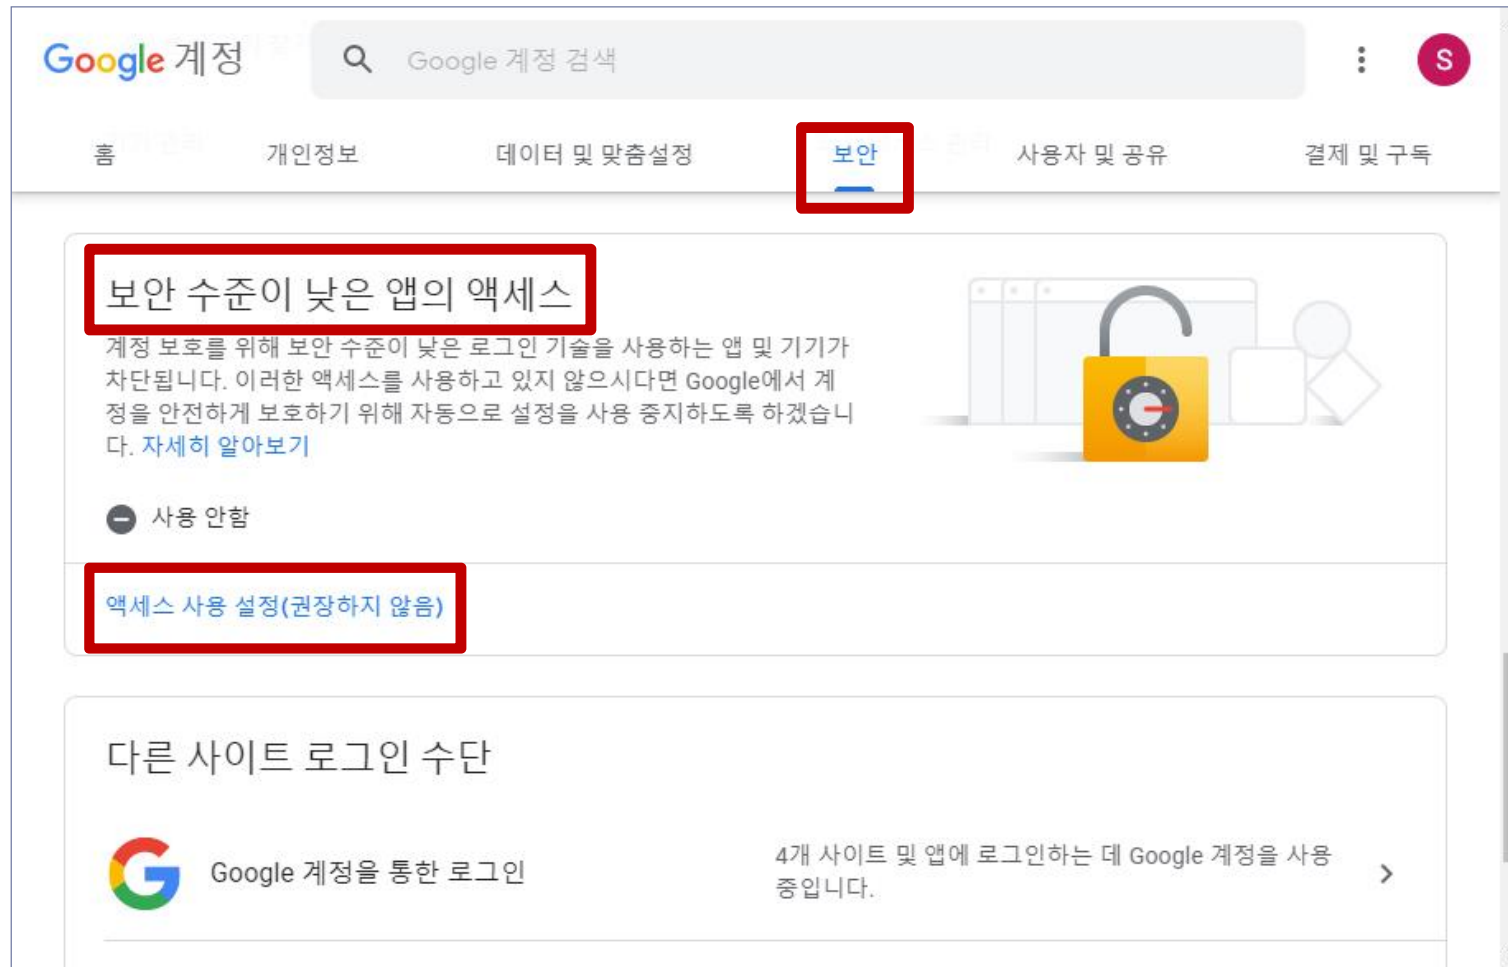 Google 계정
Google 계정 검색
S
홈 개인정보 데이터 및 맞춤설정 보안 사용자 및 공유 결제 및 구독
보안 수준이 낮은 앱의 액세스
계정 보호를 위해 보안 수준이 낮은 로그인 기술을 사용하는 앱 및 기기가
차단됩니다. 이러한 액세스를 사용하고 있지 않으시다면 Google에서 계
정을 안전하게 보호하기 위해 자동으로 설정을 사용 중지하도록 하겠습니
다. 자세히 알아보기
사용 안함
액세스 사용 설정(권장하지 않음)
다른 사이트 로그인 수단
Google 계정을 통한 로그인
4개 사이트 및 앱에 로그인하는 데 Google 계정을 사용
중입니다.